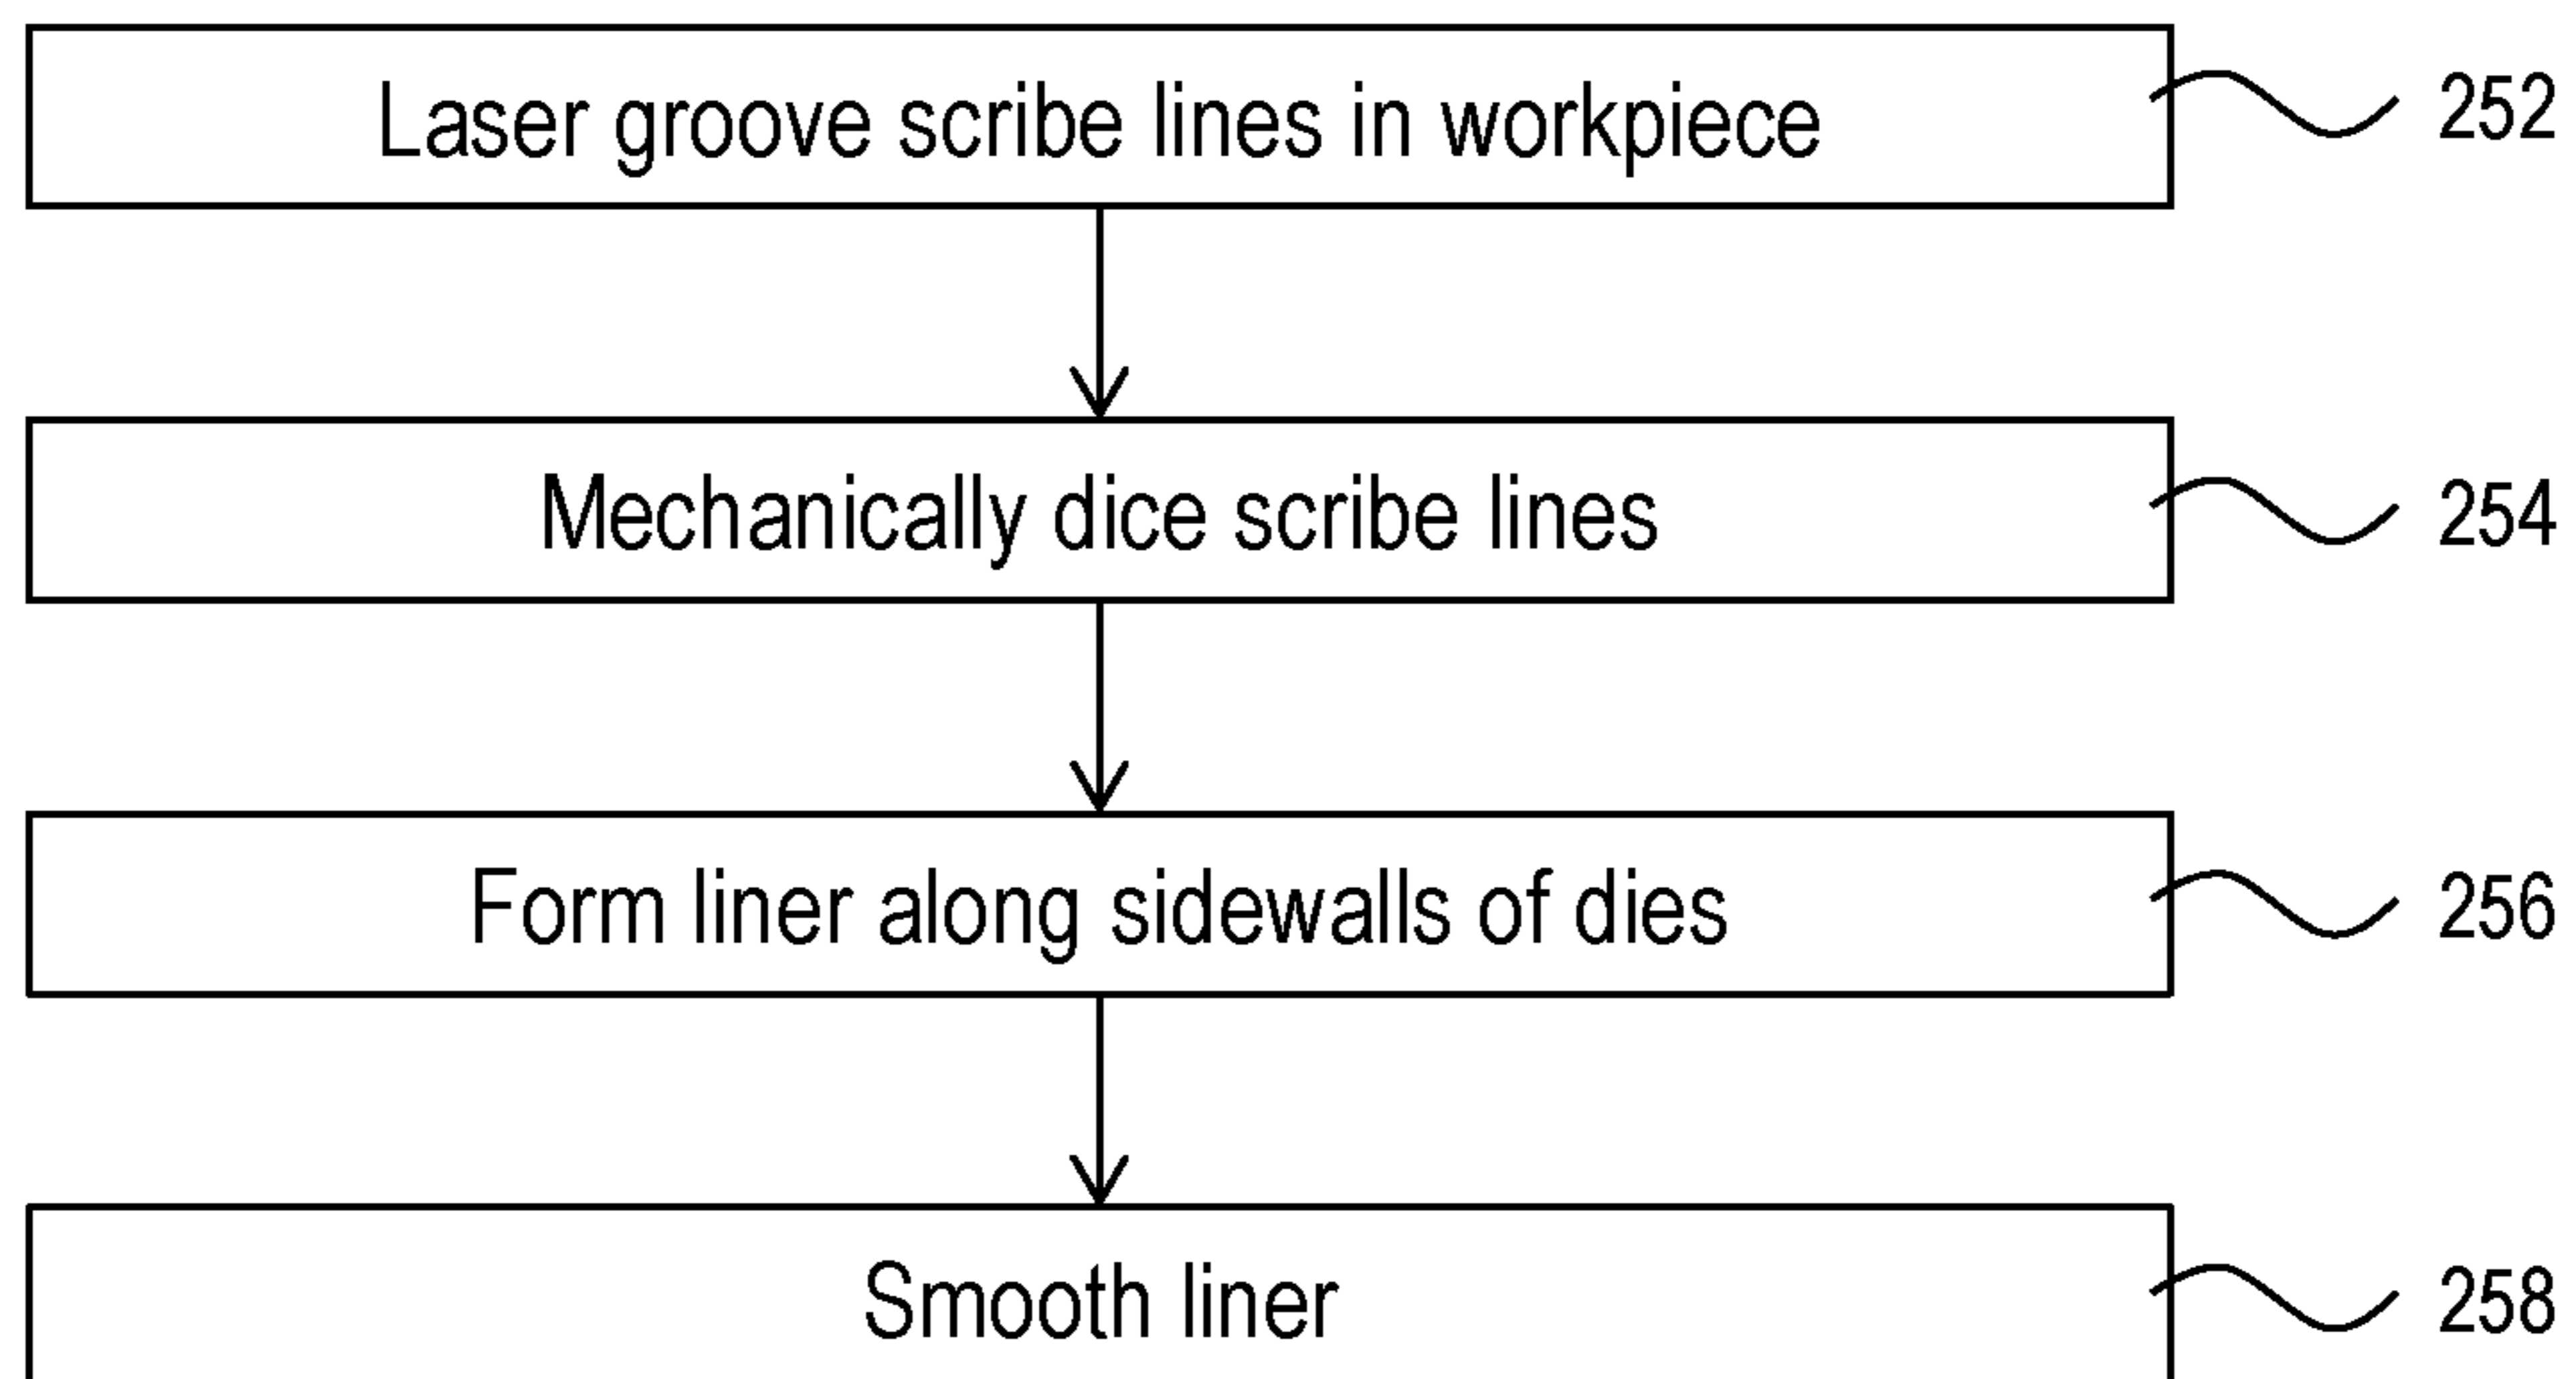 Laser groove scribe lines in workpiece 252
Mechanically dice scribe lines 254
Form liner along sidewalls of dies 256
Smooth liner 258